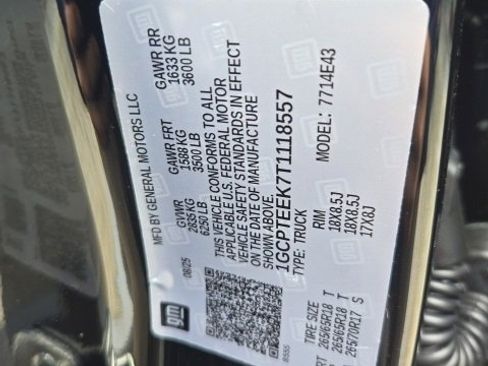 MFD BY GENERAL MOTORS LLC
08/25
GVWR
2835 KG
6250 LB
GAWR FRT
1588 KG
3500 LB
GAWR RR
1633 KG
3600 LB
THIS VEHICLE CONFORMS TO ALL
APPLICABLE U.S. FEDERAL MOTOR
VEHICLE SAFETY STANDARDS IN EFFECT
ON THE DATE OF MANUFACTURE
SHOWN ABOVE.
1GCPTEEK7T1118557
TYPE: TRUCK
MODEL: 7714E43
gm
8555
TIRE SIZE
RIM
265/65R18 T
18X8.5J
265/65R18 T
18X8.5J
265/70R17 S
17X8J